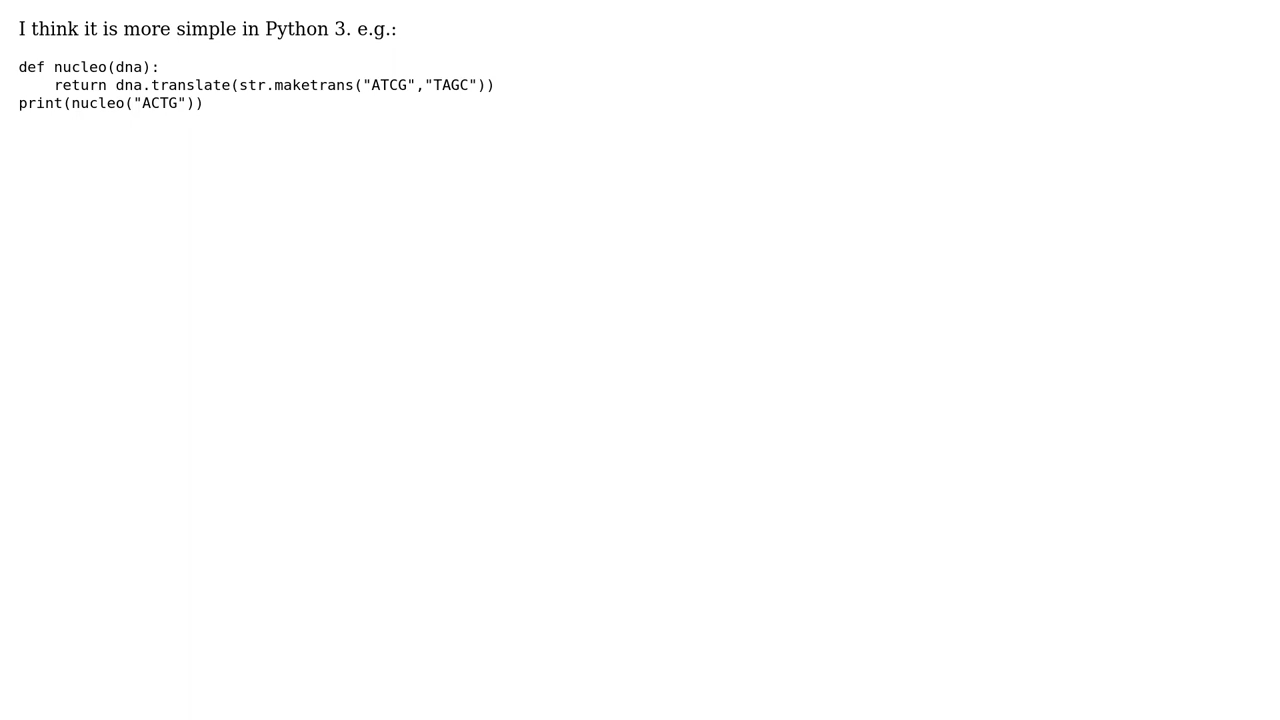 I think it is more simple in Python 3. e.g.:
def nucleo(dna):
    return dna.translate(str.maketrans("ATCG","TAGC"))
print(nucleo("ACTG"))